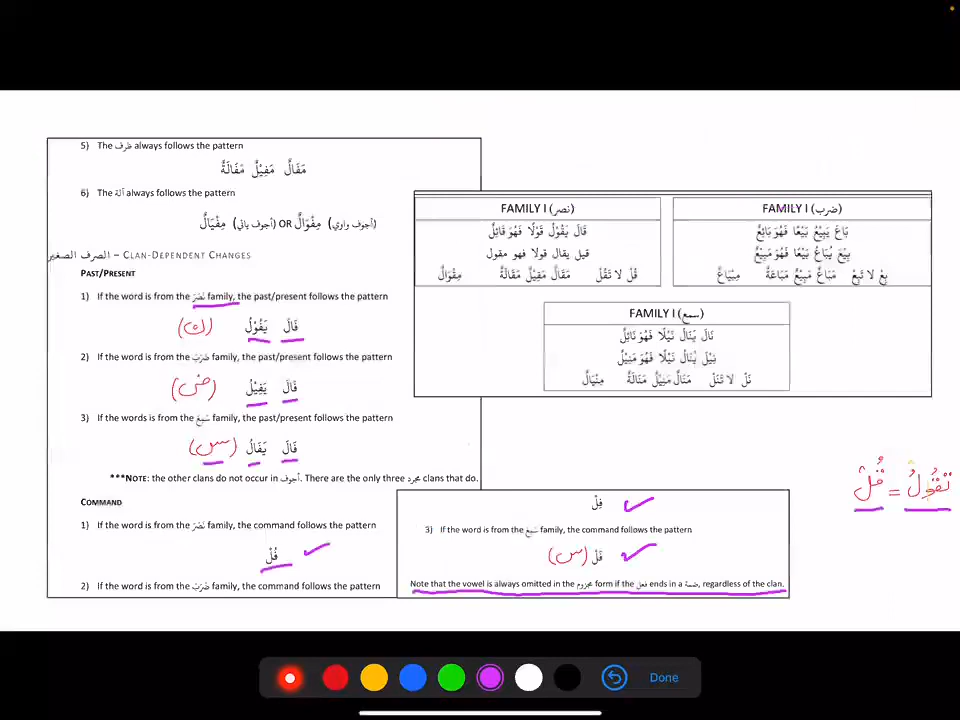 5) The ظرف always follows the pattern
مَفَالٌ مَفِيْلٌ مَفَالَةٌ
6) The آلة always follows the pattern
(أجوف واوي) مِفْوَالٌ OR (أجوف يائي) مِفْيَالٌ
الصرف الصغير – CLAN-DEPENDENT CHANGES
PAST/PRESENT
1) If the word is from the نَصَرَ family, the past/present follows the pattern
قَالَ يَقُوْلُ (ن)
2) If the word is from the ضَرَبَ family, the past/present follows the pattern
قَالَ يَفِيْلُ (ض)
3) If the words is from the سَمِعَ family, the past/present follows the pattern
قَالَ يَفَالُ (س)
***NOTE: the other clans do not occur in أجوف. There are the only three مجرد clans that do.
COMMAND
1) If the word is from the نَصَرَ family, the command follows the pattern
قُلْ
2) If the word is from the ضَرَبَ family, the command follows the pattern
فِلْ
3) If the word is from the سَمِعَ family, the command follows the pattern
فَلْ (س)
Note that the vowel is always omitted in the مجزوم form if the فعل ends in a ضمة, regardless of the clan.
FAMILY I (نصر)
قَالَ يَقُوْلُ قَوْلًا فَهُوَ قَائِلٌ
قيل يقال قولا فهو مقول
قُلْ لا تَقُلْ مَقَالٌ مَقِيْلٌ مَقَالَةٌ مِقْوَالٌ
FAMILY I (ضرب)
بَاعَ يَبِيْعُ بَيْعًا فَهُوَ بَائِعٌ
بِيْعَ يُبَاعُ بَيْعًا فَهُوَ مَبِيْعٌ
بِعْ لا تَبِعْ مَبَاعٌ مَبِيْعٌ مَبَاعَةٌ مِبْيَاعٌ
FAMILY I (سمع)
نَالَ يَنَالُ نَيْلًا فَهُوَ نَائِلٌ
نِيْلَ يُنَالُ نَيْلًا فَهُوَ مَنِيْلٌ
نَلْ لا تَنَلْ مَنَالٌ مَنِيْلٌ مَنَالَةٌ مِنْيَالٌ
تَقُوْلُ = قُلْ
Done